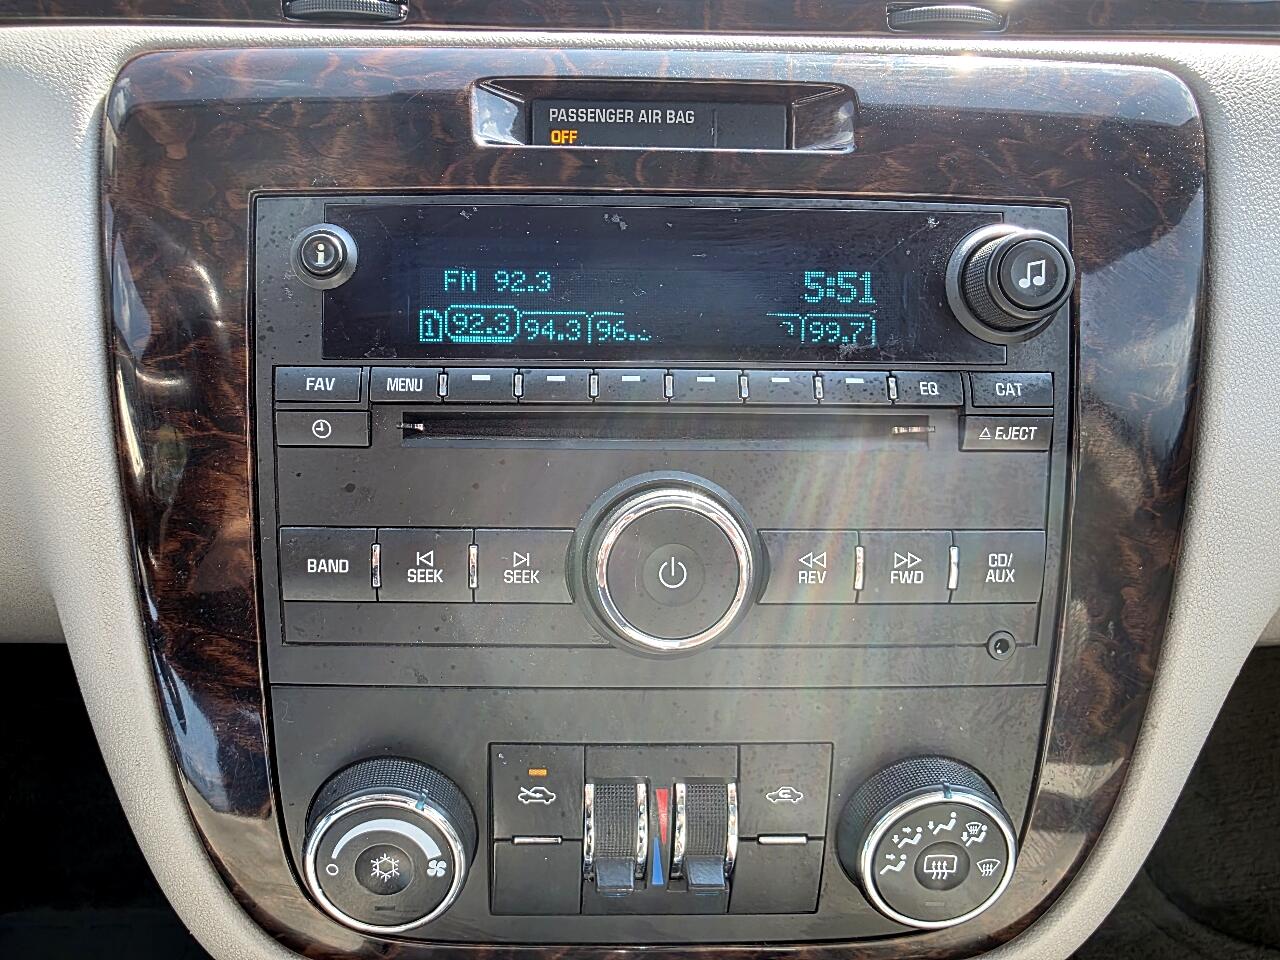 PASSENGER AIR BAG
OFF
i
FM 92.3 5:51
1 92.3 94.3 96. 99.7
FAV MENU EQ CAT
EJECT
BAND SEEK SEEK REV FWD CD/
AUX